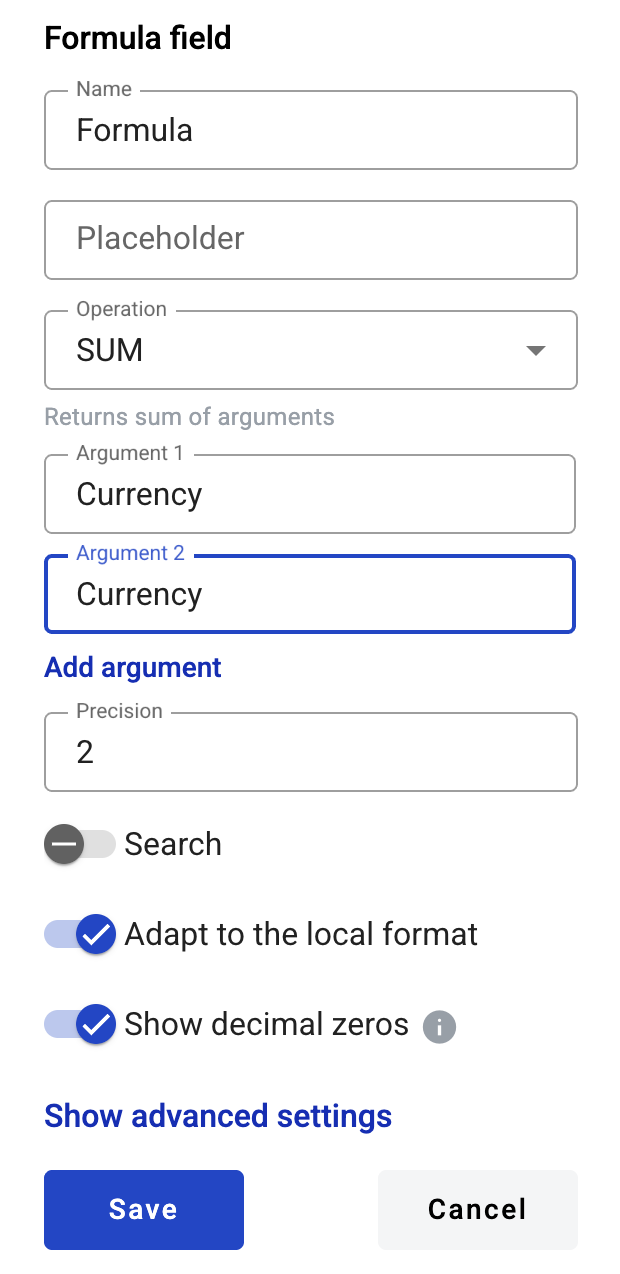 Formula field
Name
Formula
Placeholder
Operation
SUM
Returns sum of arguments
Argument 1
Currency
Argument 2
Currency
Add argument
Precision
2
Search
Adapt to the local format
Show decimal zeros
Show advanced settings
Save
Cancel